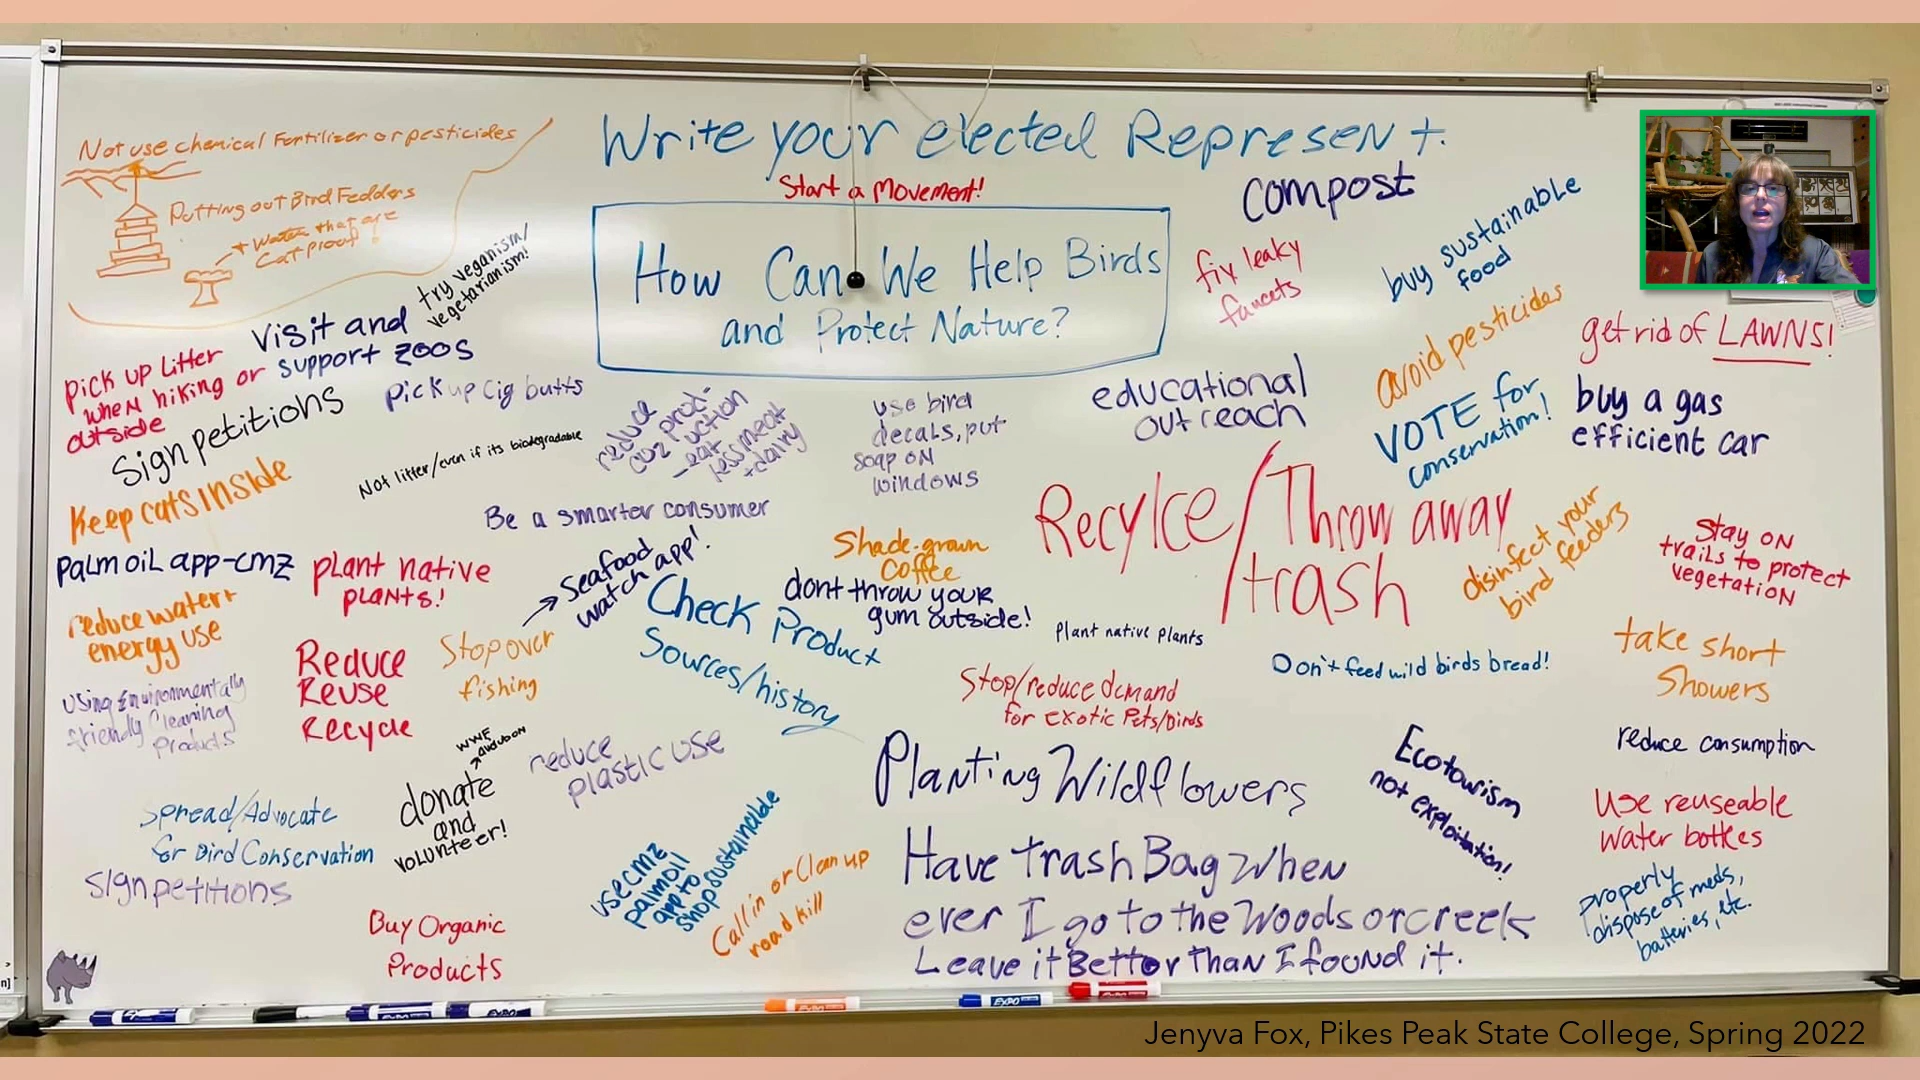 Not use chemical Fertilizer or pesticides
Putting out Bird Fedders
+ Water that are
Cat proof!
Write your elected Represent.
Start a Movement!
How Can We Help Birds
and Protect Nature?
compost
buy sustainable
food
fix leaky
faucets
avoid pesticides
get rid of LAWNS!
try veganism/
vegetarianism!
visit and
support zoos
pick up litter
when hiking or
outside
pick up cig butts
sign petitions
Not litter/even if its biodegradable
reduce
co2 prod-
uction
- eat
less meat
+ dairy
use bird
decals, put
soap on
windows
educational
outreach
VOTE for
conservation!
buy a gas
efficient car
Keep cats inside
Be a smarter consumer
Recylce/Throw away
trash
disinfect your
bird feeders
stay on
trails to protect
vegetation
palm oil app-cmz
plant native
plants!
→ Seafood
watch app!
Shade-grown
coffee
dont throw your
gum outside!
Check Product
Sources/history
Plant native plants
reduce water +
energy use
Reduce
Reuse
Recycle
Stop over
fishing
Don't feed wild birds bread!
take short
showers
Using Environmentally
friendly Cleaning
Products
Stop/reduce demand
for exotic Pets/birds
WWF
audubon
donate
and
volunteer!
reduce
plastic use
Planting Wildflowers
Ecotourism
not exploitation!
reduce consumption
Use reuseable
water bottles
Spread/Advocate
for Bird Conservation
sign petitions
use cmz
palm oil
app to
shop sustainable
Call in or Clean up
road kill
Have trash Bag when
ever I go to the Woods or creek
Leave it Better Than I found it.
properly
dispose of meds,
batteries, etc.
Buy Organic
Products
EXPO
EXPO
EXPO
Jenyva Fox, Pikes Peak State College, Spring 2022